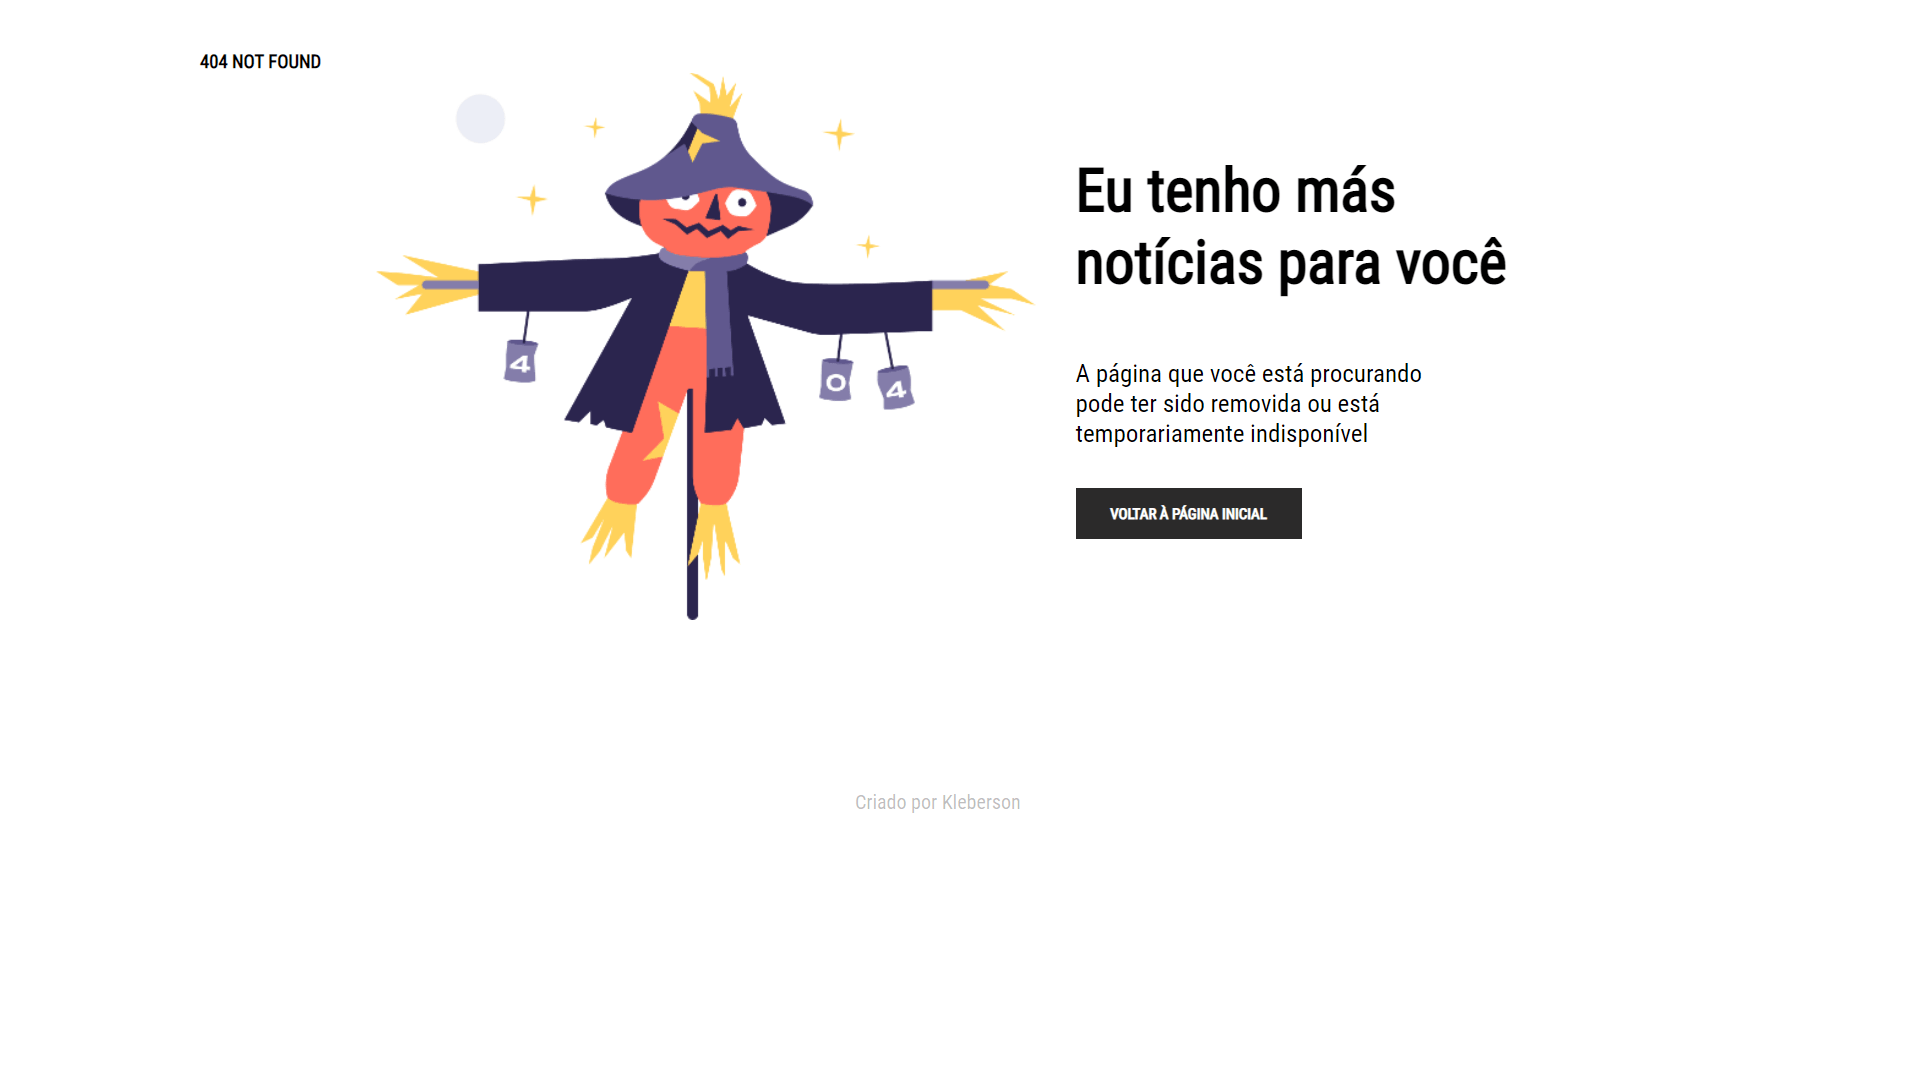 404 NOT FOUND
4
0
4
Eu tenho más
notícias para você
A página que você está procurando
pode ter sido removida ou está
temporariamente indisponível
VOLTAR À PÁGINA INICIAL
Criado por Kleberson